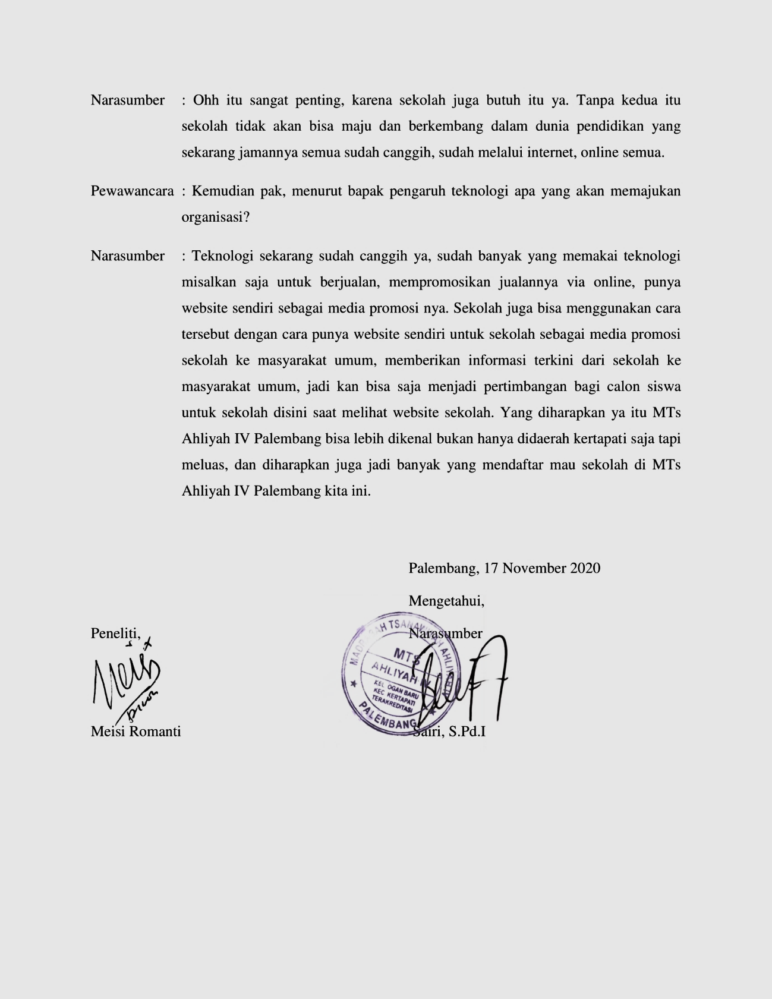 Narasumber : Ohh itu sangat penting, karena sekolah juga butuh itu ya. Tanpa kedua itu
sekolah tidak akan bisa maju dan berkembang dalam dunia pendidikan yang
sekarang jamannya semua sudah canggih, sudah melalui internet, online semua.
Pewawancara : Kemudian pak, menurut bapak pengaruh teknologi apa yang akan memajukan
organisasi?
Narasumber : Teknologi sekarang sudah canggih ya, sudah banyak yang memakai teknologi
misalkan saja untuk berjualan, mempromosikan jualannya via online, punya
website sendiri sebagai media promosi nya. Sekolah juga bisa menggunakan cara
tersebut dengan cara punya website sendiri untuk sekolah sebagai media promosi
sekolah ke masyarakat umum, memberikan informasi terkini dari sekolah ke
masyarakat umum, jadi kan bisa saja menjadi pertimbangan bagi calon siswa
untuk sekolah disini saat melihat website sekolah. Yang diharapkan ya itu MTs
Ahliyah IV Palembang bisa lebih dikenal bukan hanya didaerah kertapati saja tapi
meluas, dan diharapkan juga jadi banyak yang mendaftar mau sekolah di MTs
Ahliyah IV Palembang kita ini.
Palembang, 17 November 2020
Mengetahui,
Peneliti,
Narasumber
MADRASAH TSANAWIYAH AHLIYAH
MTS
AHLIYAH IV
KEL OGAN BARU
KEC KERTAPATI
TERAKREDITASI
PALEMBANG
Meisi
Meisi Romanti
Sairi, S.Pd.I